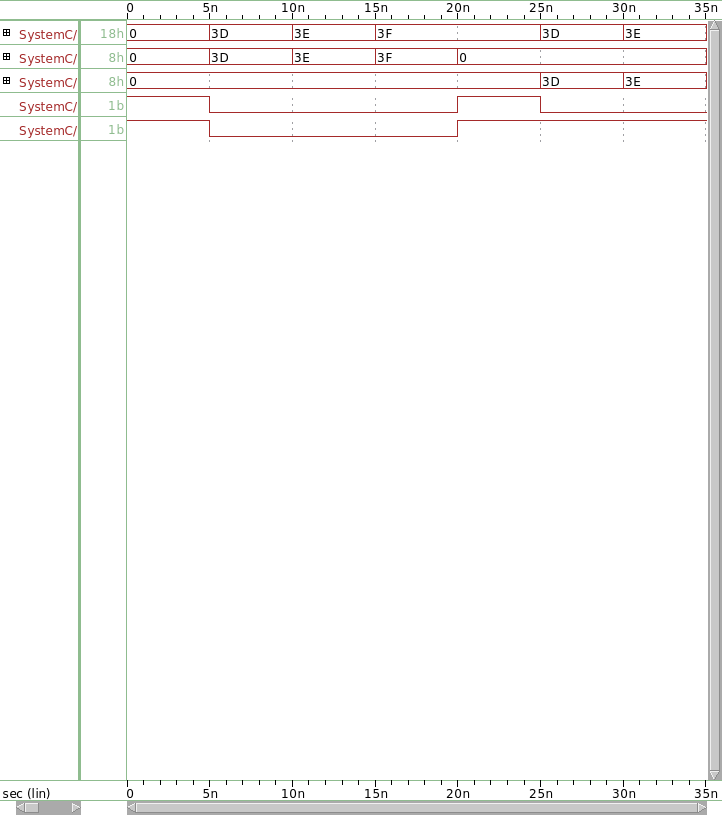 0 5n 10n 15n 20n 25n 30n 35n
SystemC/ 18h 0 3D 3E 3F 3D 3E
SystemC/ 8h 0 3D 3E 3F 0
SystemC/ 8h 0 3D 3E
SystemC/ 1b
SystemC/ 1b
sec (lin) 0 5n 10n 15n 20n 25n 30n 35n